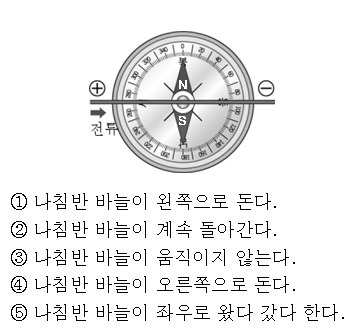 북
N
⊕
⊖
전류
S
① 나침반 바늘이 왼쪽으로 돈다.
② 나침반 바늘이 계속 돌아간다.
③ 나침반 바늘이 움직이지 않는다.
④ 나침반 바늘이 오른쪽으로 돈다.
⑤ 나침반 바늘이 좌우로 왔다 갔다 한다.